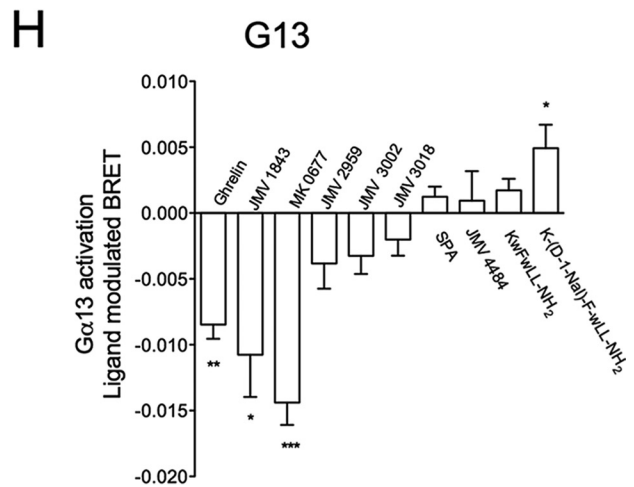 H
G13
0.010
0.005
0.000
-0.005
-0.010
-0.015
-0.020
Gα13 activation
Ligand modulated BRET
Ghrelin
JMV 1843
MK 0677
JMV 2959
JMV 3002
JMV 3018
SPA
JMV 4484
KwFwLL-NH2
K-(D-1-Nal)-F-wLL-NH2
**
*
***
*